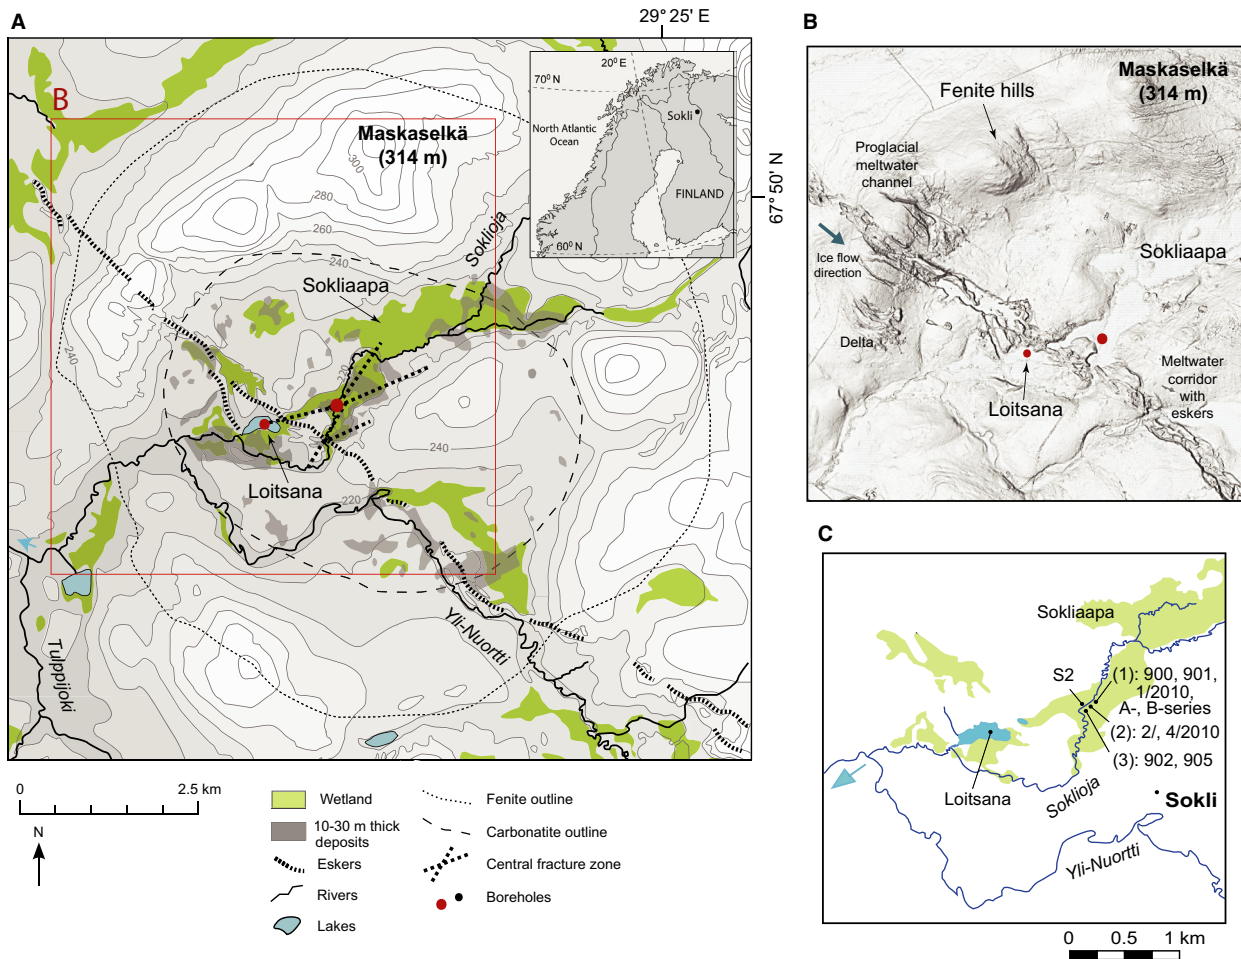 A
29° 25' E
B
Maskaselkä
(314 m)
300
280
260
240
Soklioja
Sokliaapa
20° E
70° N
Sokli
North Atlantic
Ocean
FINLAND
60° N
67° 50' N
240
240
220
Loitsana
Tulppijoki
Yli-Nuortti
0
2.5 km
N
Wetland
10-30 m thick
deposits
Eskers
Rivers
Lakes
Fenite outline
Carbonatite outline
Central fracture zone
Boreholes
B
Maskaselkä
(314 m)
Fenite hills
Proglacial
meltwater
channel
Ice flow
direction
Sokliaapa
Delta
Loitsana
Meltwater
corridor
with
eskers
C
Sokliaapa
S2
(1): 900, 901,
1/2010,
A-, B-series
(2): 2/, 4/2010
(3): 902, 905
Loitsana
Soklioja
Sokli
Yli-Nuortti
0 0.5 1 km